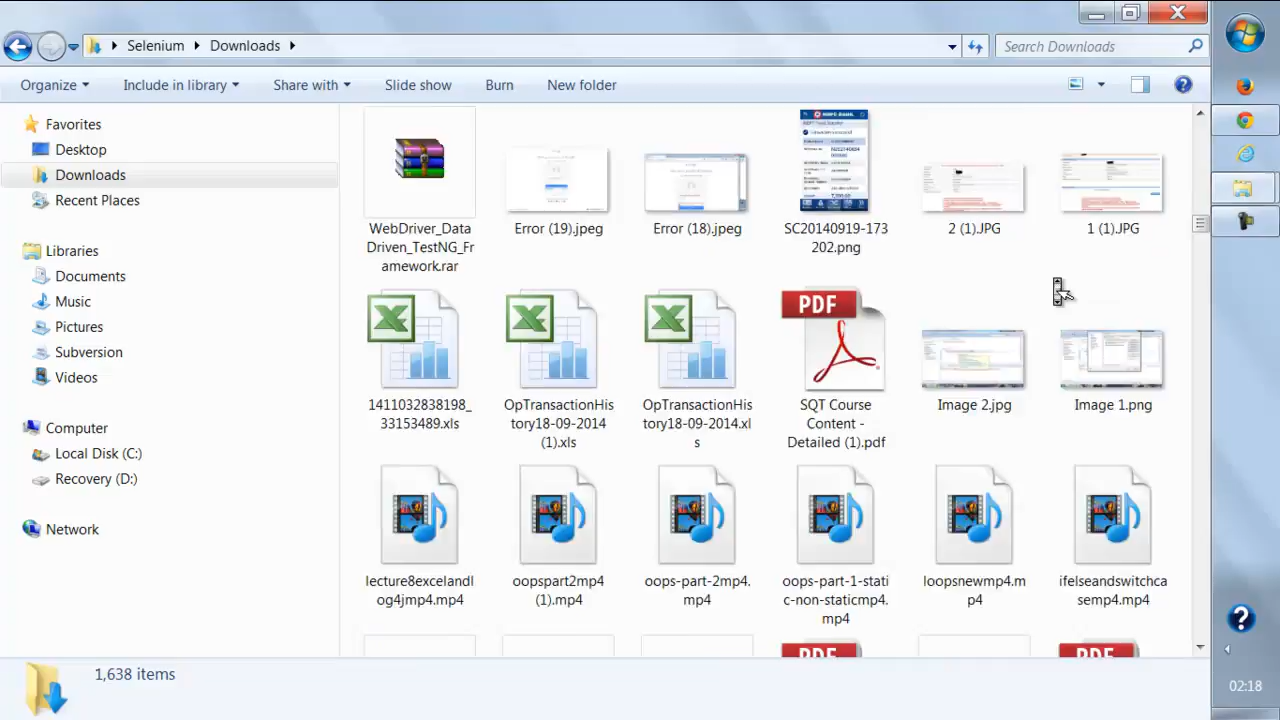 Selenium
Downloads
Search Downloads
Organize
Include in library
Share with
Slide show
Burn
New folder
Favorites
Desktop
Downloads
Recent Places
Libraries
Documents
Music
Pictures
Subversion
Videos
Computer
Local Disk (C:)
Recovery (D:)
Network
WebDriver_Data
Driven_TestNG_Fr
amework.rar
Error (19).jpeg
Error (18).jpeg
SC20140919-173
202.png
2 (1).JPG
1 (1).JPG
1411032838198_
33153489.xls
OpTransactionHis
tory18-09-2014
(1).xls
OpTransactionHis
tory18-09-2014.xl
s
PDF
SQT Course
Content -
Detailed (1).pdf
Image 2.jpg
Image 1.png
lecture8excelandl
og4jmp4.mp4
oopspart2mp4
(1).mp4
oops-part-2mp4.
mp4
oops-part-1-stati
c-non-staticmp4.
mp4
loopsnewmp4.m
p4
ifelseandswitchca
semp4.mp4
PDF
PDF
1,638 items
02:18